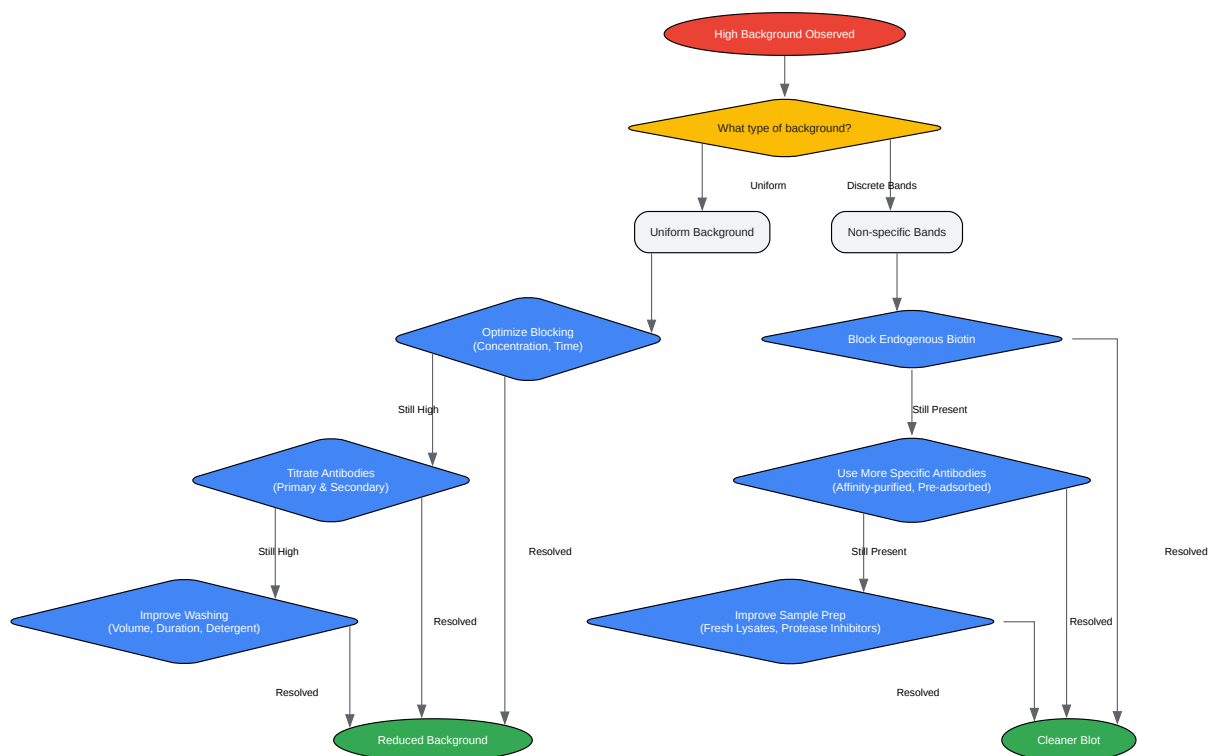 High Background Observed
What type of background?
Uniform
Discrete Bands
Uniform Background
Non-specific Bands
Optimize Blocking
(Concentration, Time)
Block Endogenous Biotin
Still High
Still Present
Titrate Antibodies
(Primary & Secondary)
Use More Specific Antibodies
(Affinity-purified, Pre-adsorbed)
Still High
Resolved
Still Present
Resolved
Improve Washing
(Volume, Duration, Detergent)
Resolved
Improve Sample Prep
(Fresh Lysates, Protease Inhibitors)
Resolved
Resolved
Resolved
Reduced Background
Cleaner Blot